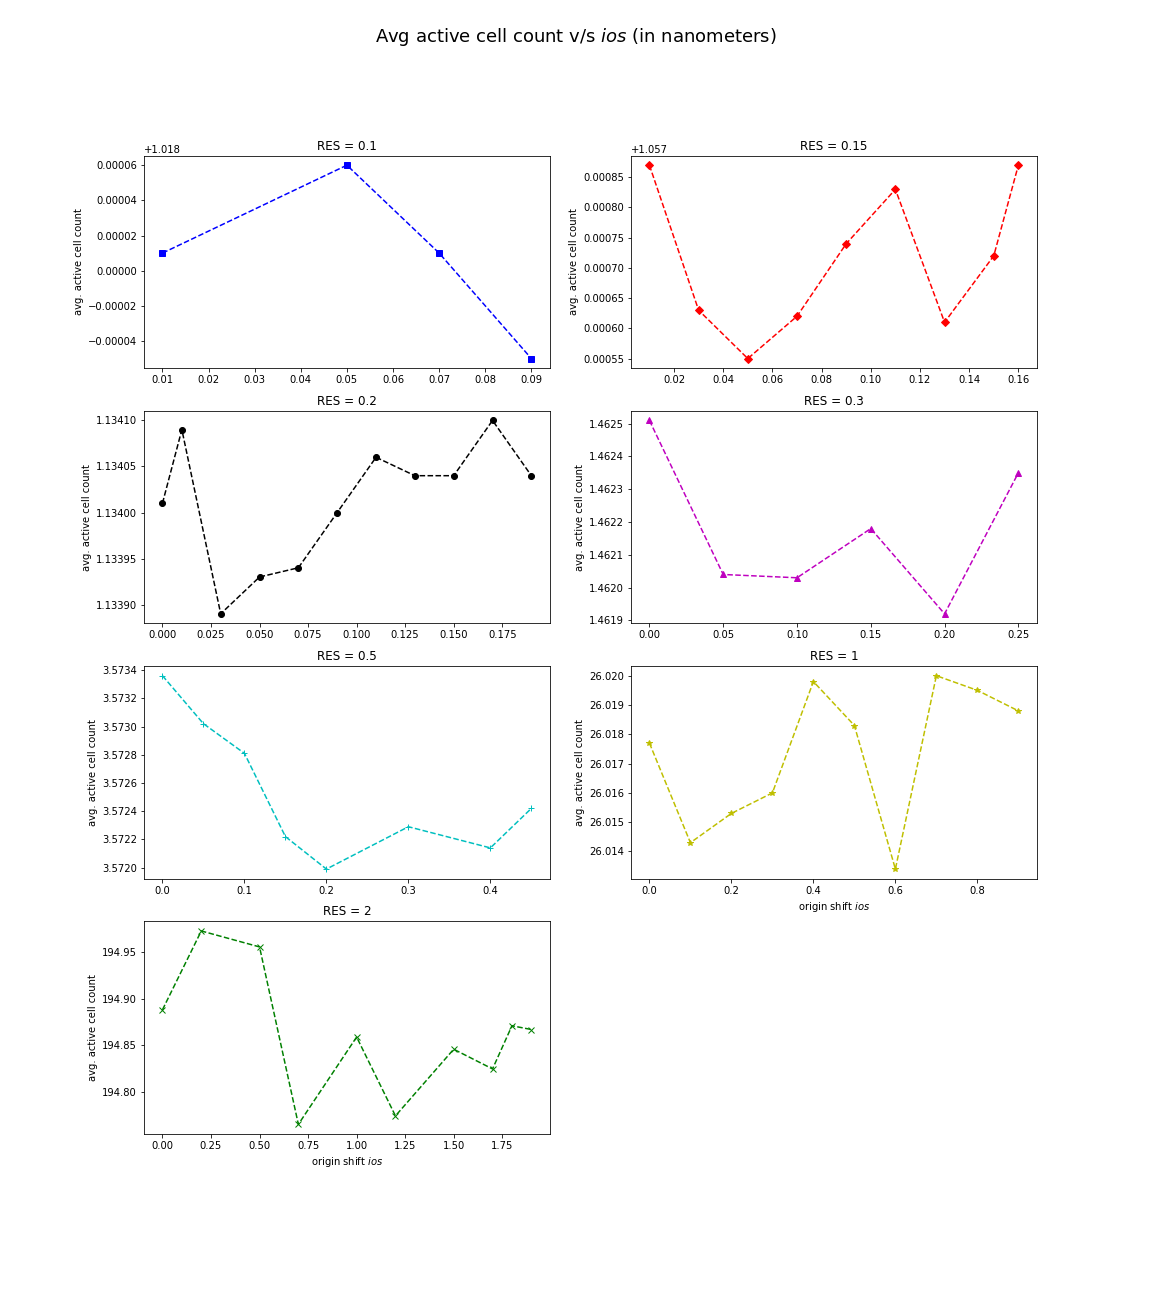 Avg active cell count v/s ios (in nanometers)
+1.018
RES = 0.1
avg. active cell count
0.00006
0.00004
0.00002
0.00000
−0.00002
−0.00004
0.01 0.02 0.03 0.04 0.05 0.06 0.07 0.08 0.09
+1.057
RES = 0.15
avg. active cell count
0.00085
0.00080
0.00075
0.00070
0.00065
0.00060
0.00055
0.02 0.04 0.06 0.08 0.10 0.12 0.14 0.16
RES = 0.2
avg. active cell count
1.13410
1.13405
1.13400
1.13395
1.13390
0.000 0.025 0.050 0.075 0.100 0.125 0.150 0.175
RES = 0.3
avg. active cell count
1.4625
1.4624
1.4623
1.4622
1.4621
1.4620
1.4619
0.00 0.05 0.10 0.15 0.20 0.25
RES = 0.5
avg. active cell count
3.5734
3.5732
3.5730
3.5728
3.5726
3.5724
3.5722
3.5720
0.0 0.1 0.2 0.3 0.4
RES = 1
avg. active cell count
26.020
26.019
26.018
26.017
26.016
26.015
26.014
0.0 0.2 0.4 0.6 0.8
origin shift ios
RES = 2
avg. active cell count
194.95
194.90
194.85
194.80
0.00 0.25 0.50 0.75 1.00 1.25 1.50 1.75
origin shift ios